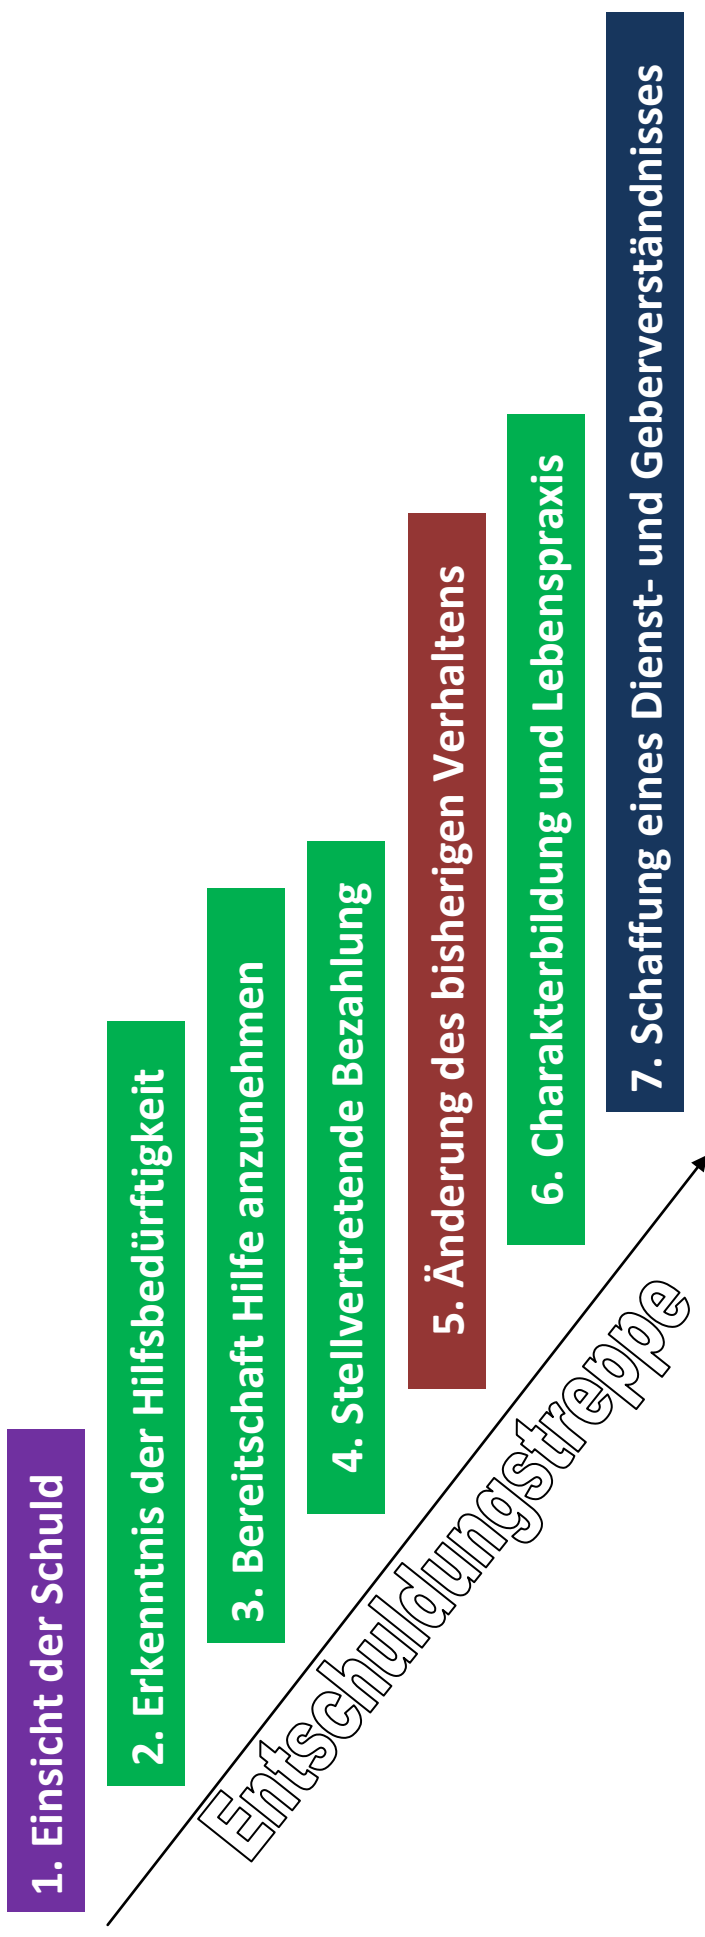 1. Einsicht der Schuld
2. Erkenntnis der Hilfsbedürftigkeit
3. Bereitschaft Hilfe anzunehmen
4. Stellvertretende Bezahlung
5. Änderung des bisherigen Verhaltens
6. Charakterbildung und Lebenspraxis
7. Schaffung eines Dienst- und Geberverständnisses
Entschuldungstreppe